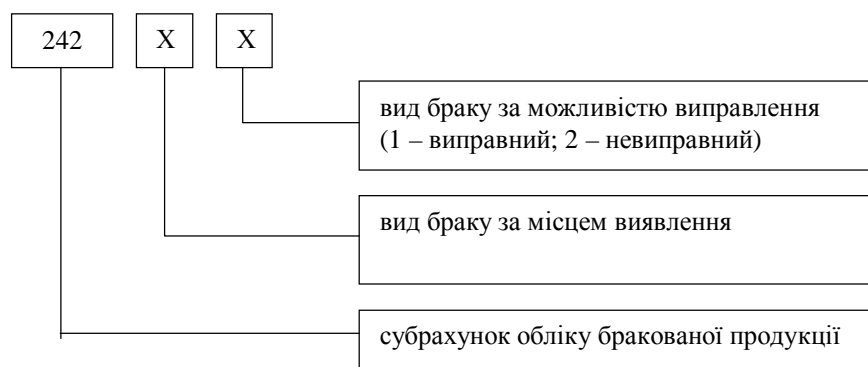 242 X X
вид браку за можливістю виправлення
(1 – виправний; 2 – невиправний)
вид браку за місцем виявлення
субрахунок обліку бракованої продукції